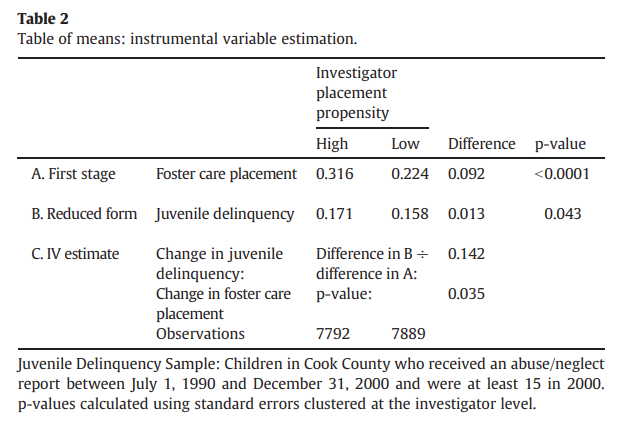 Table 2
Table of means: instrumental variable estimation.
Investigator
placement
propensity
High Low Difference p-value
A. First stage Foster care placement 0.316 0.224 0.092 <0.0001
B. Reduced form Juvenile delinquency 0.171 0.158 0.013 0.043
C. IV estimate Change in juvenile Difference in B ÷ 0.142
delinquency: difference in A:
Change in foster care p-value: 0.035
placement
Observations 7792 7889
Juvenile Delinquency Sample: Children in Cook County who received an abuse/neglect
report between July 1, 1990 and December 31, 2000 and were at least 15 in 2000.
p-values calculated using standard errors clustered at the investigator level.